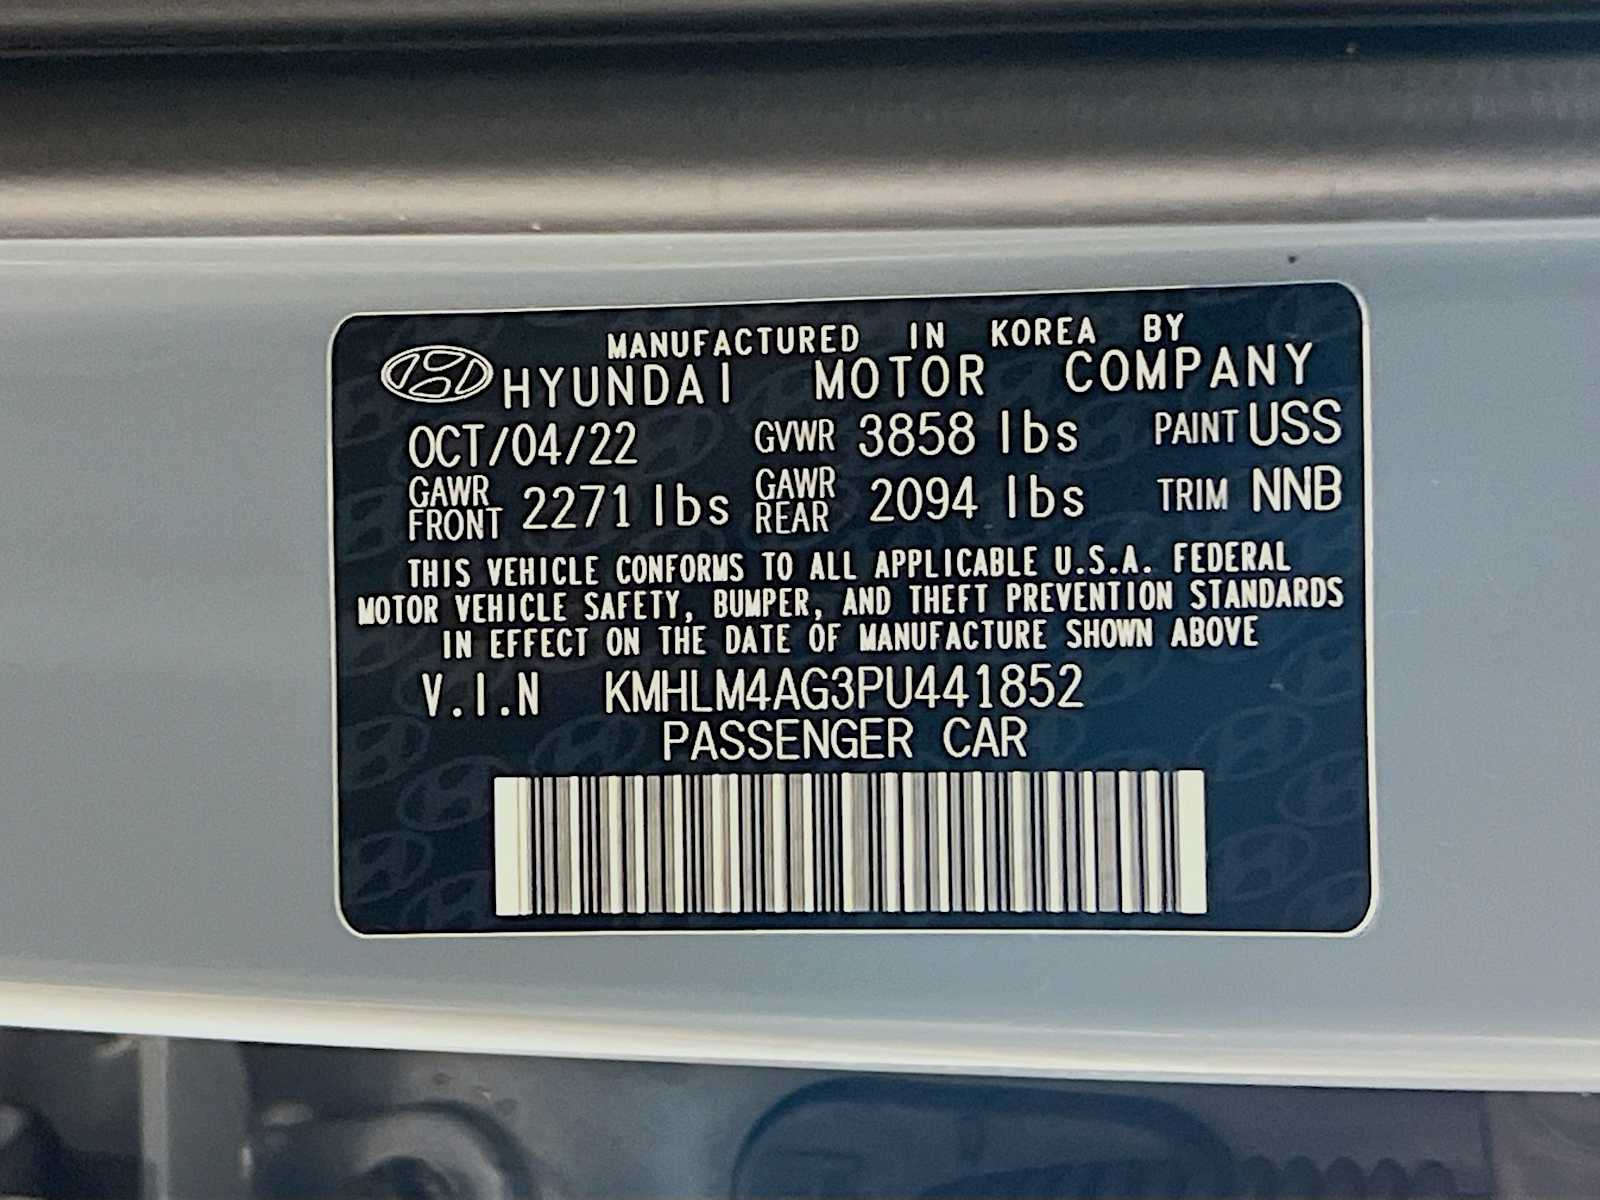 MANUFACTURED IN KOREA BY
HYUNDAI MOTOR COMPANY
OCT/04/22 GVWR 3858 lbs PAINT USS
GAWR FRONT 2271 lbs GAWR REAR 2094 lbs TRIM NNB
THIS VEHICLE CONFORMS TO ALL APPLICABLE U.S.A. FEDERAL
MOTOR VEHICLE SAFETY, BUMPER, AND THEFT PREVENTION STANDARDS
IN EFFECT ON THE DATE OF MANUFACTURE SHOWN ABOVE
V.I.N KMHLM4AG3PU441852
PASSENGER CAR